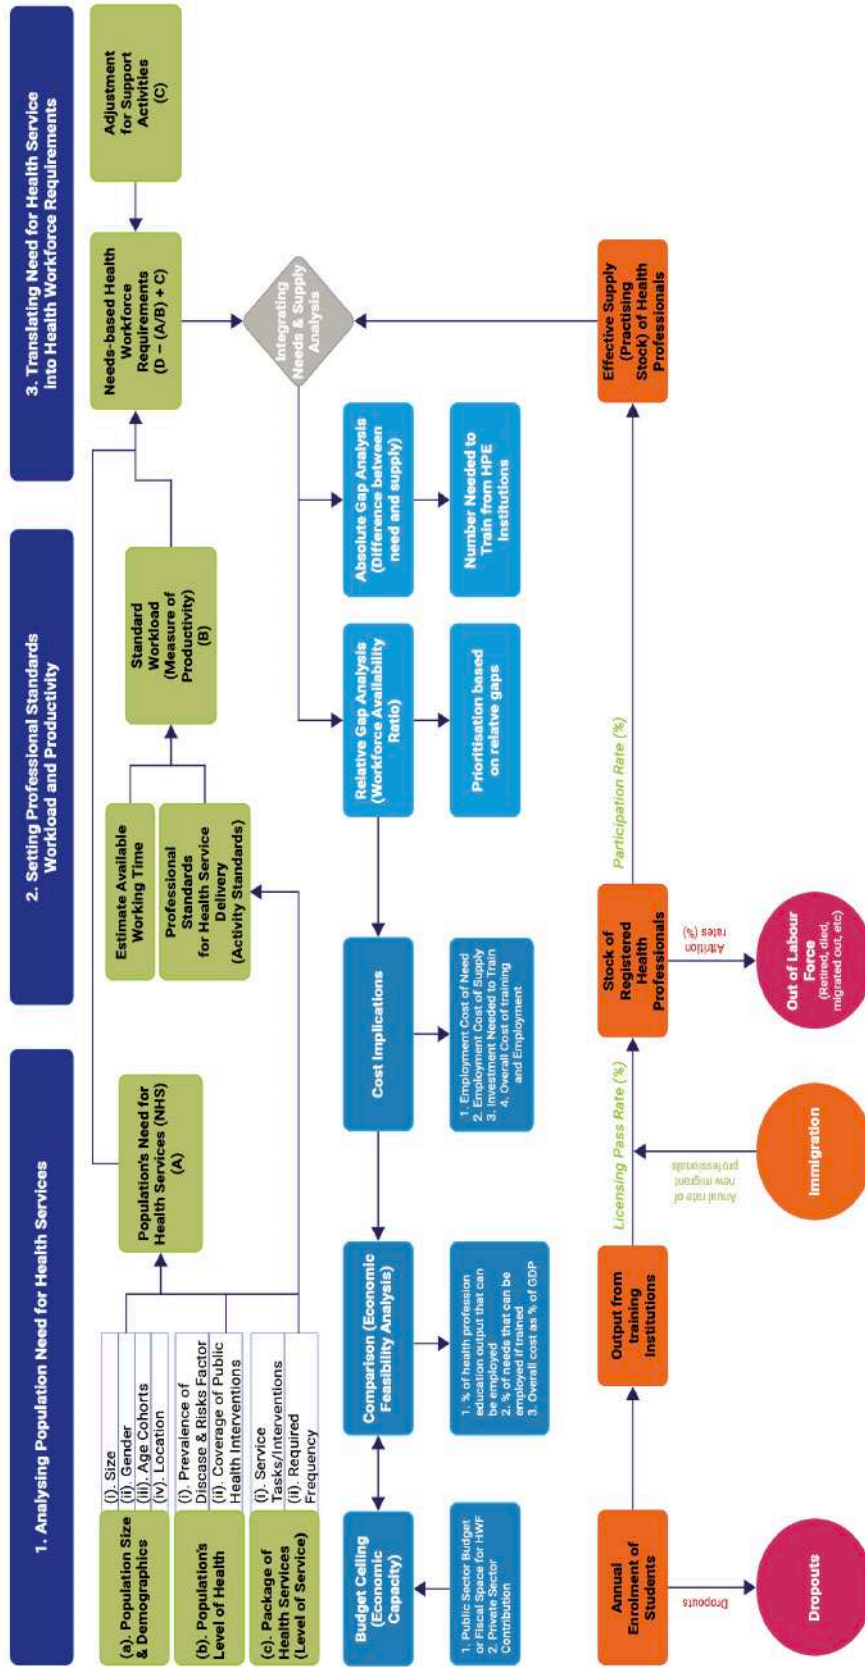 1. Analysing Population Need for Health Services
2. Setting Professional Standards
Workload and Productivity
3. Translating Need for Health Service
into Health Workforce Requirements
(a). Population Size
& Demographics
(i). Size
(ii). Gender
(iii). Age Cohorts
(iv). Location
(b). Population's
Level of Health
(i). Prevalence of
Discase & Risks Factor
(ii). Coverage of Public
Health Interventions
(c). Package of
Health Services
(Level of Service)
(i). Service
Tasks/Interventions
(ii). Required
Frequency
Population's Need for
Health Services (NHS)
(A)
Estimate Available
Working Time
Professional
Standards
for Health Service
Delivery
(Activity Standards)
Standard
Workload
(Measure of
Productivity)
(B)
Needs-based Health
Workforce
Requirements
(D – (A/B) + C)
Adjustment
for Support
Activities
(C)
Integrating
Needs & Supply
Analysis
Budget Ceiling
(Economic
Capacity)
Comparison (Economic
Feasibility Analysis)
Cost Implications
Relative Gap Analysis
(Workforce Availability
Ratio)
Absolute Gap Analysis
(Difference between
need and supply)
1. Public Sector Budget
or Fiscal Space for HWF
2. Private Sector
Contribution
1. % of health profession
education output that can
be employed
2. % of needs that can be
employed if trained
3. Overall cost as % of GDP
1. Employment Cost of Need
2. Employment Cost of Supply
3. Investment Needed to Train
4. Overall Cost of training
and Employment
Prioritisation based
on relatve gaps
Number Needed to
Train from HPE
Institutions
Annual
Enrolment of
Students
Output from
training
Institutions
Licensing Pass Rate (%)
Stock of
Registered
Health
Professionals
Participation Rate (%)
Effective Supply
(Practising
Stock) of Health
Professionals
Dropouts
Anual rate of
new migrant
professionals
Attrition
rates (%)
Dropouts
Immigration
Out of Labour
Force
(Retired, died,
migrated out, etc)